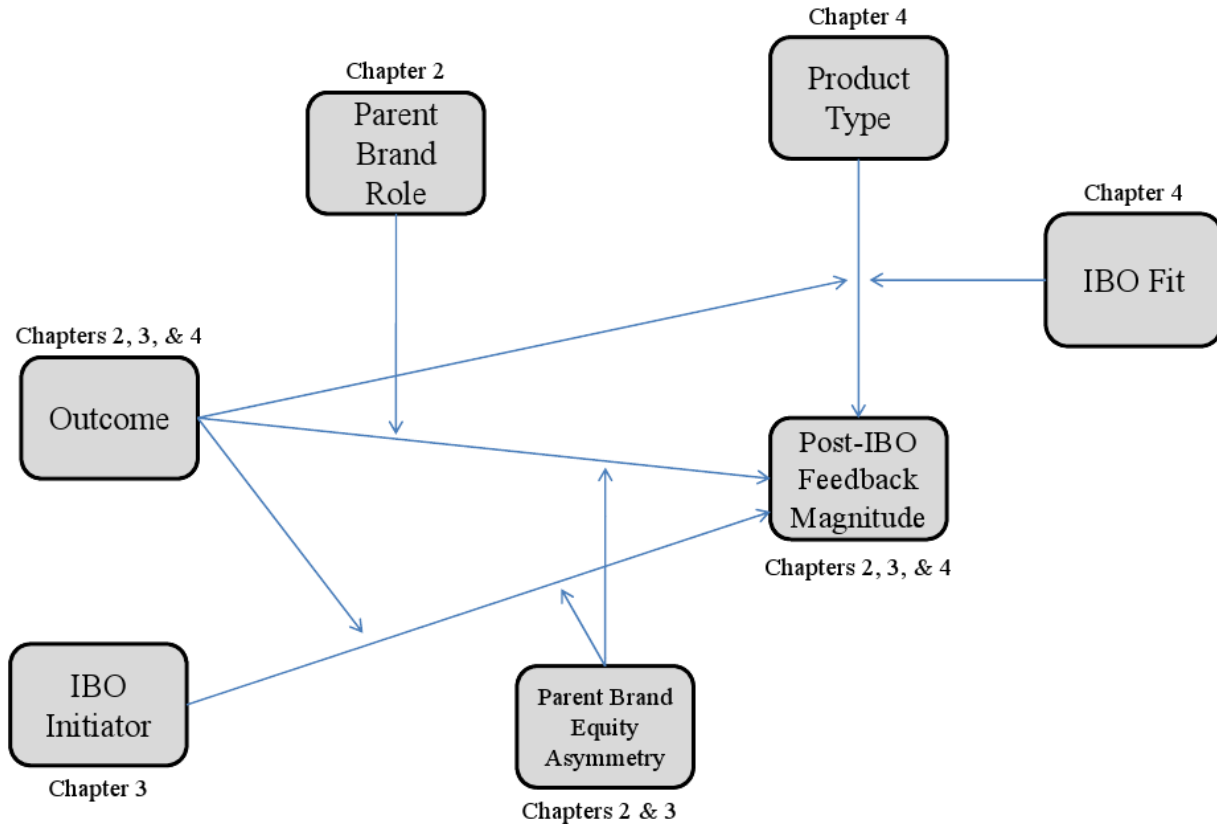 Chapter 4
Product
Type
Chapter 2
Parent
Brand
Role
Chapter 4
IBO Fit
Chapters 2, 3, & 4
Outcome
Post-IBO
Feedback
Magnitude
Chapters 2, 3, & 4
IBO
Initiator
Chapter 3
Parent Brand
Equity
Asymmetry
Chapters 2 & 3